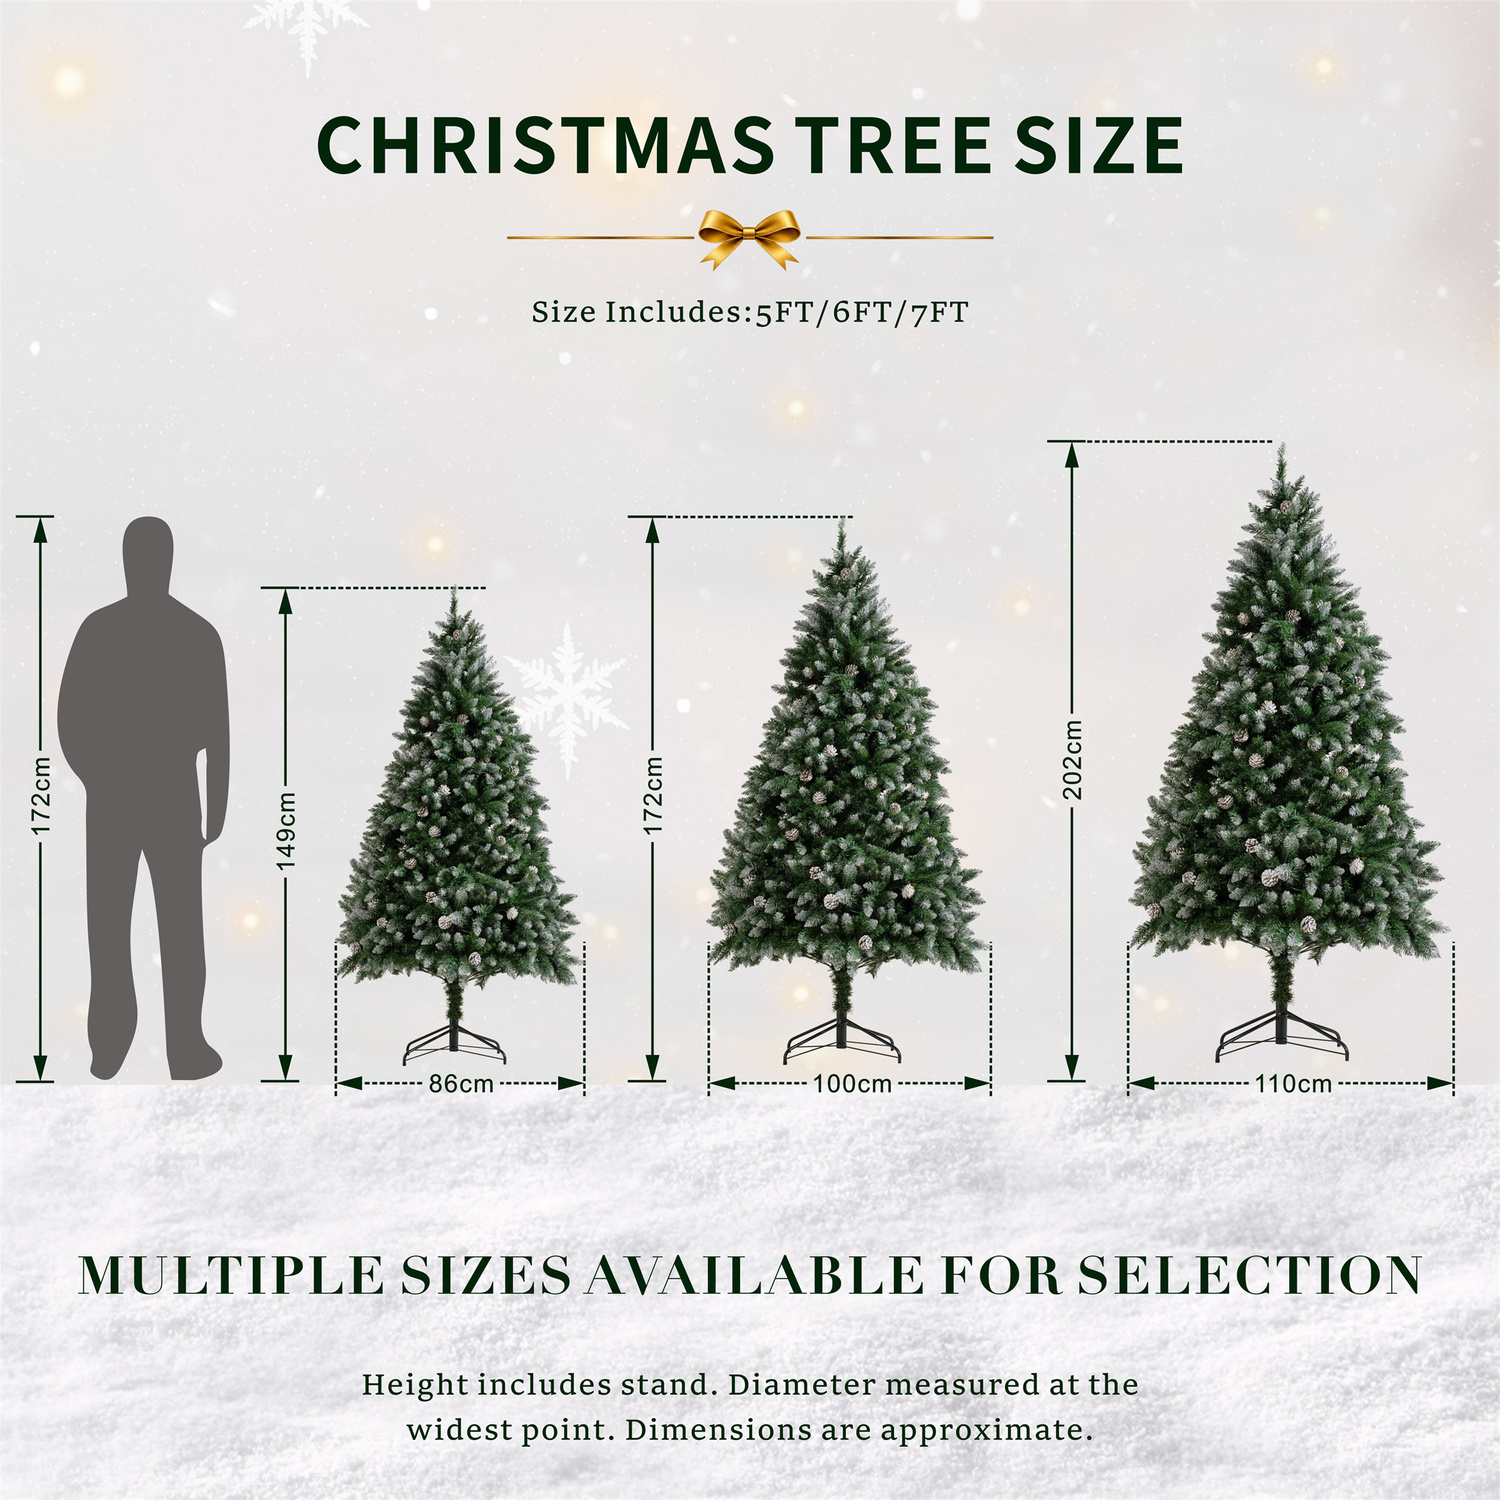 CHRISTMAS TREE SIZE
Size Includes:5FT/6FT/7FT
172cm
149cm
86cm
172cm
100cm
202cm
110cm
MULTIPLE SIZES AVAILABLE FOR SELECTION
Height includes stand. Diameter measured at the
widest point. Dimensions are approximate.